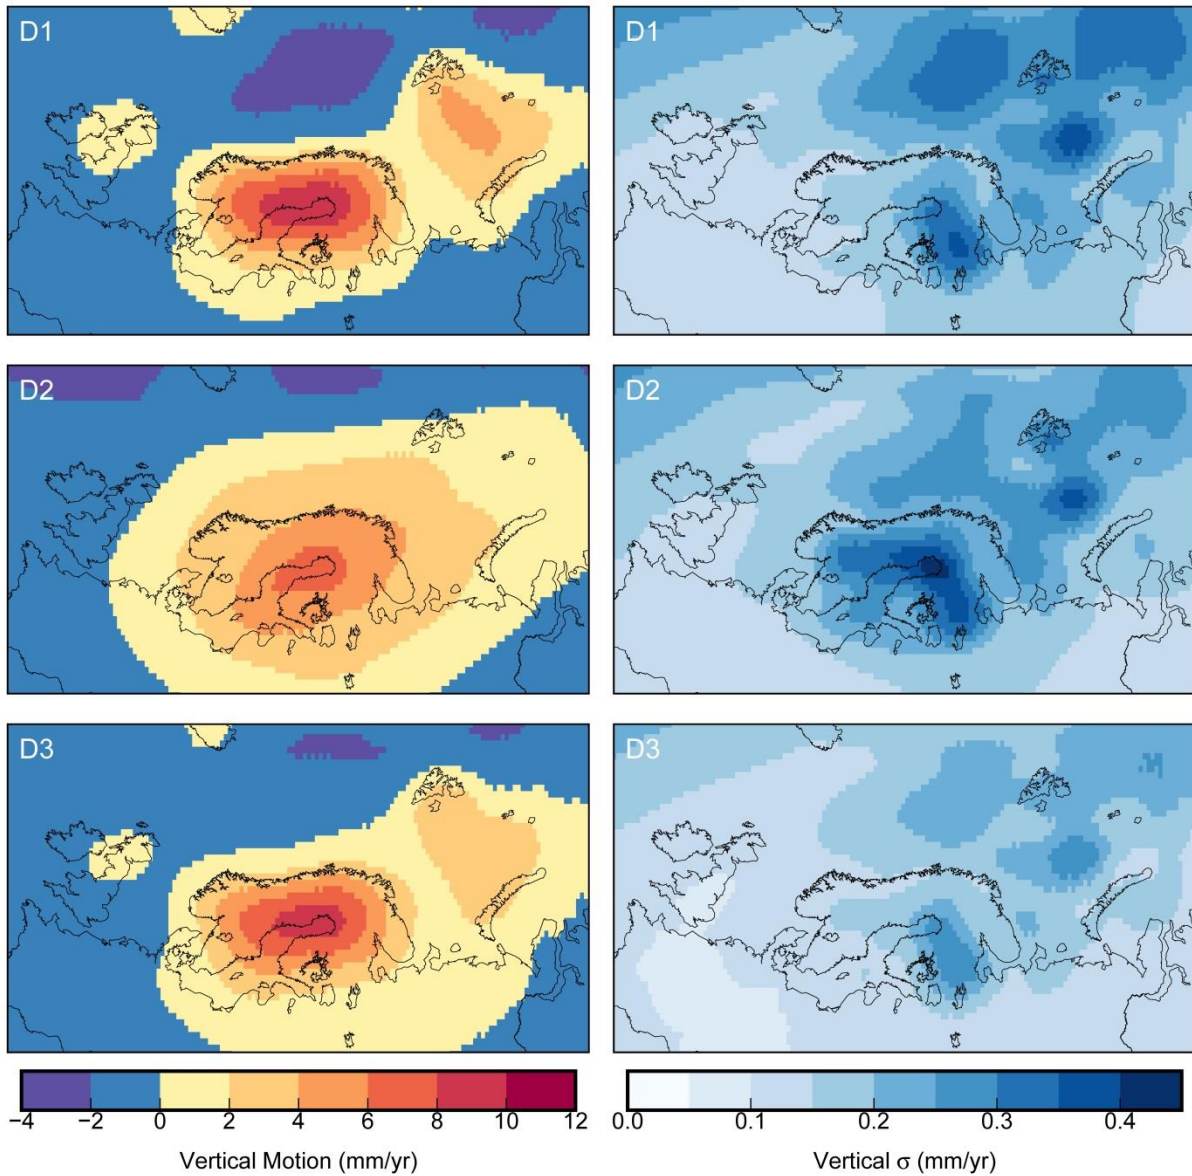 D1 D1
D2 D2
D3 D3
−4 −2 0 2 4 6 8 10 12 0.0 0.1 0.2 0.3 0.4
Vertical Motion (mm/yr) Vertical σ (mm/yr)